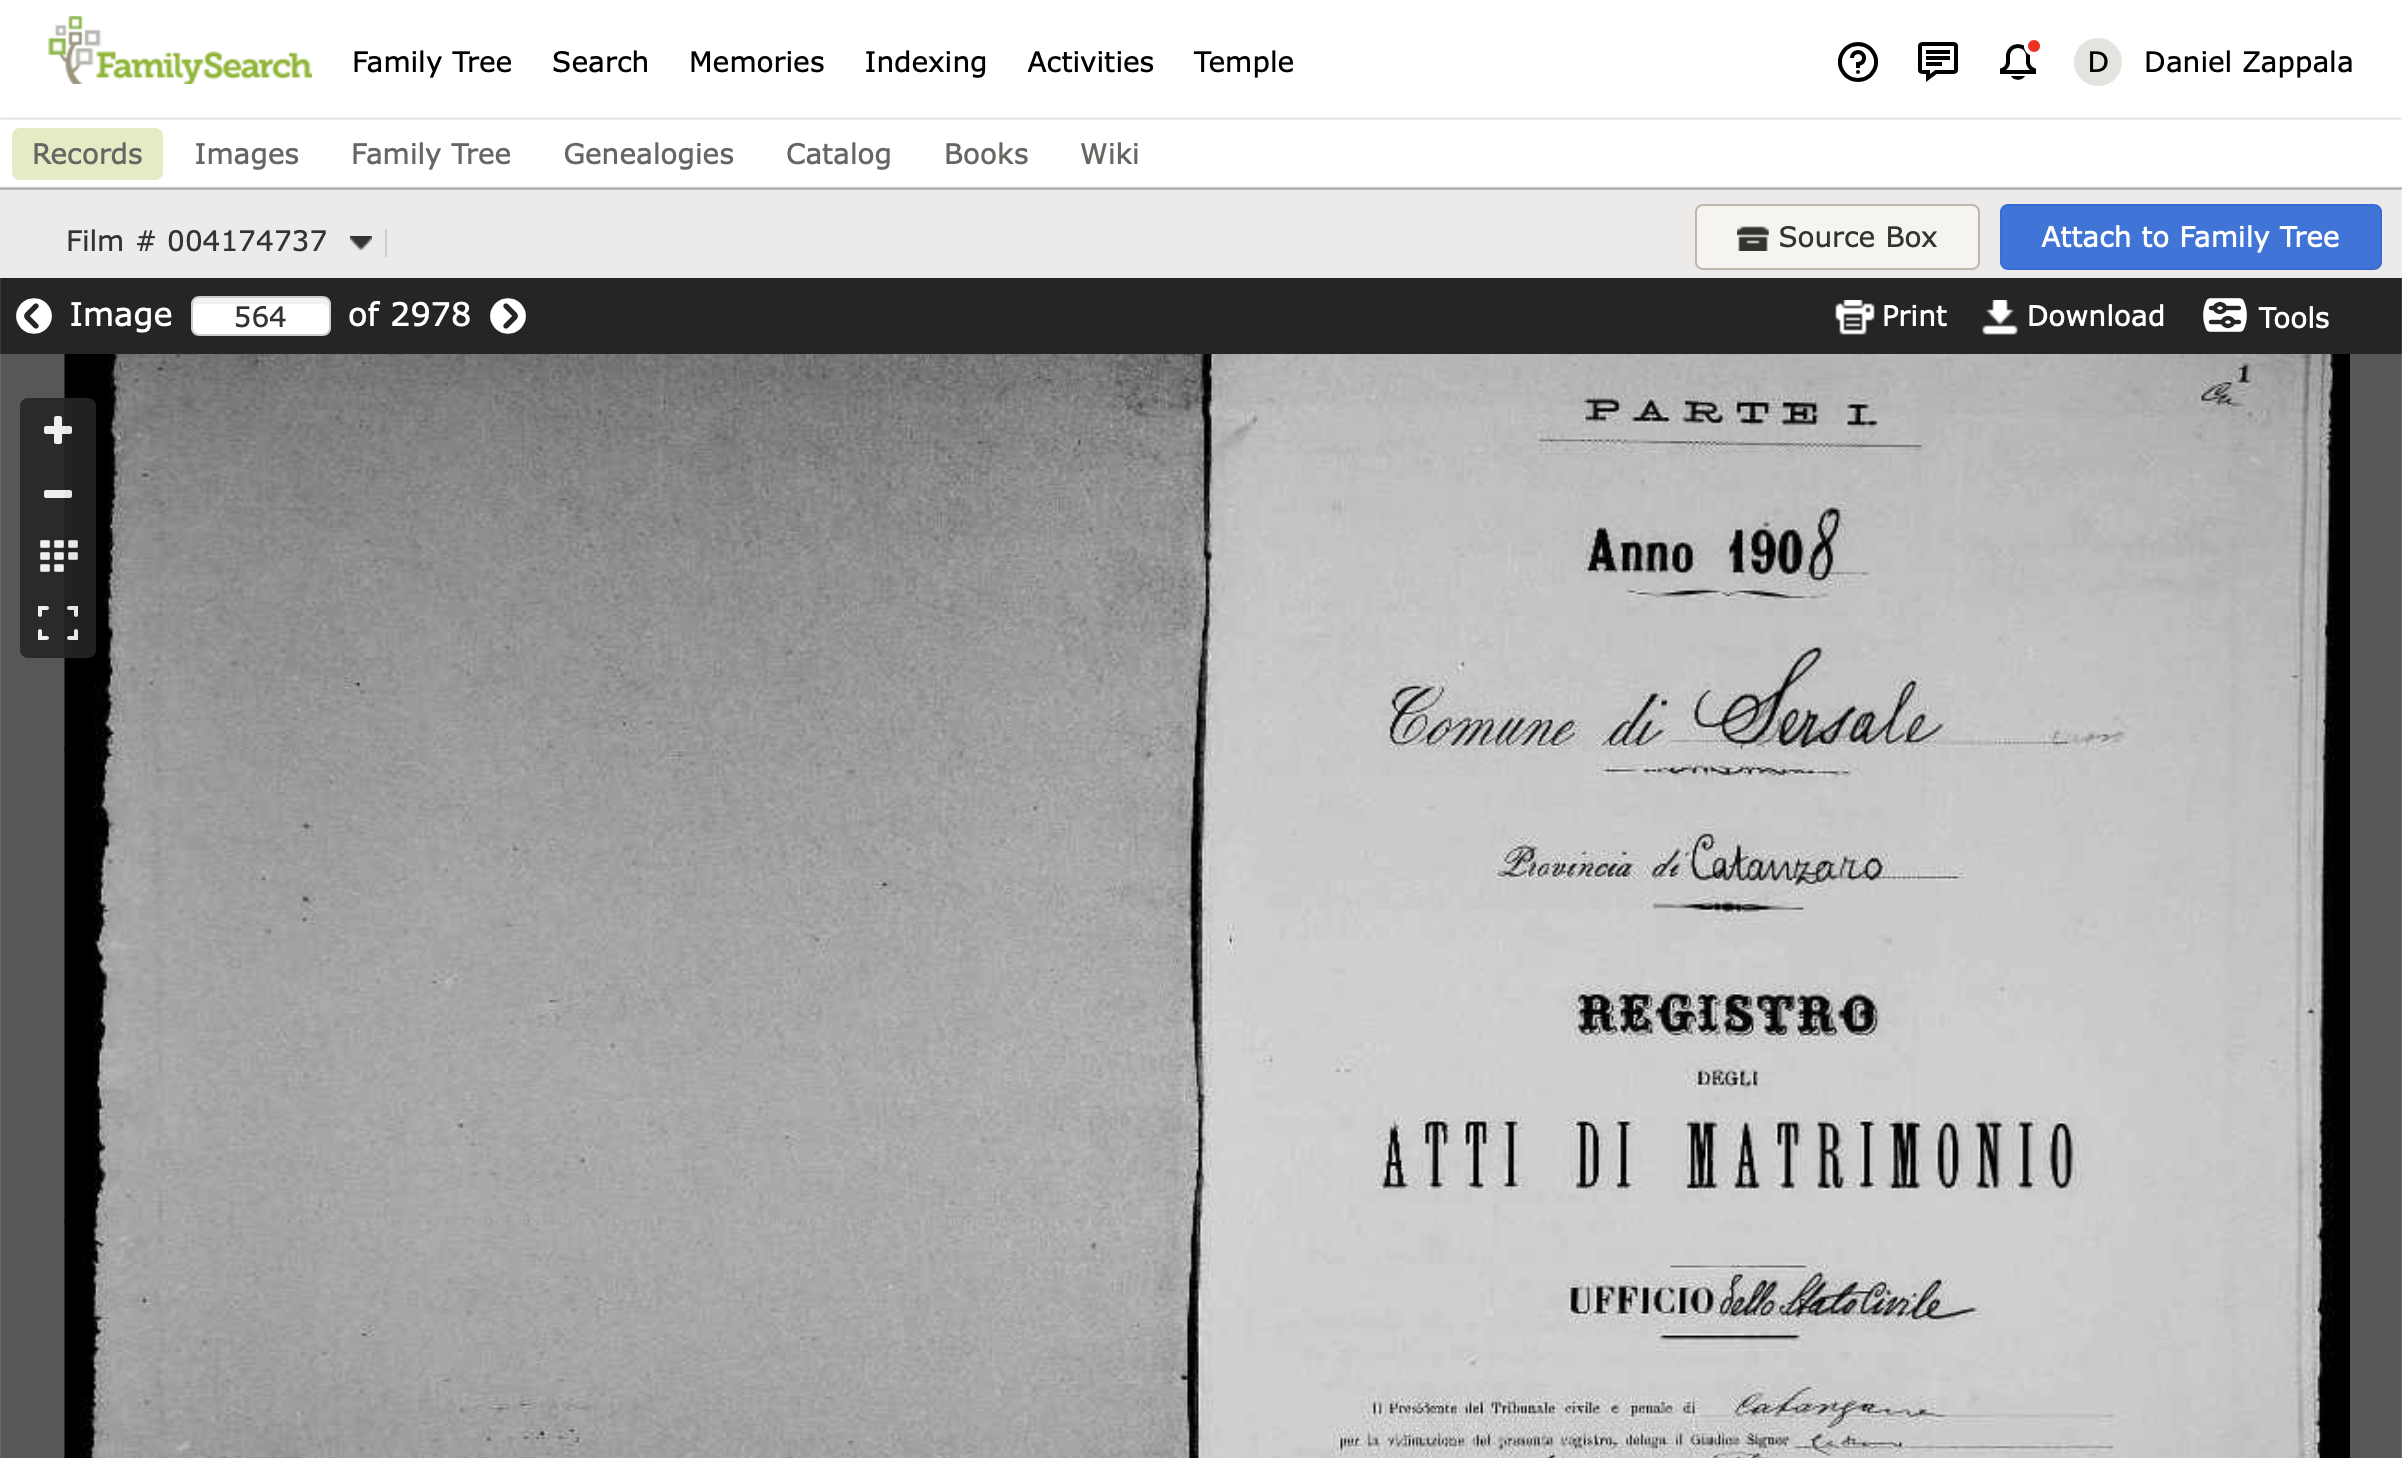 FamilySearch Family Tree Search Memories Indexing Activities Temple D Daniel Zappala
Records Images Family Tree Genealogies Catalog Books Wiki
Film # 004174737 Source Box Attach to Family Tree
Image 564 of 2978 Print Download Tools
1
PARTE I.
Anno 1908
Comune di Sersale
Provincia di Catanzaro
REGISTRO
DEGLI
ATTI DI MATRIMONIO
UFFICIO dello Stato Civile
Il Presidente del Tribunale civile e penale di Catanzaro
per la vidimazione del presente registro, delega il Giudice Signor